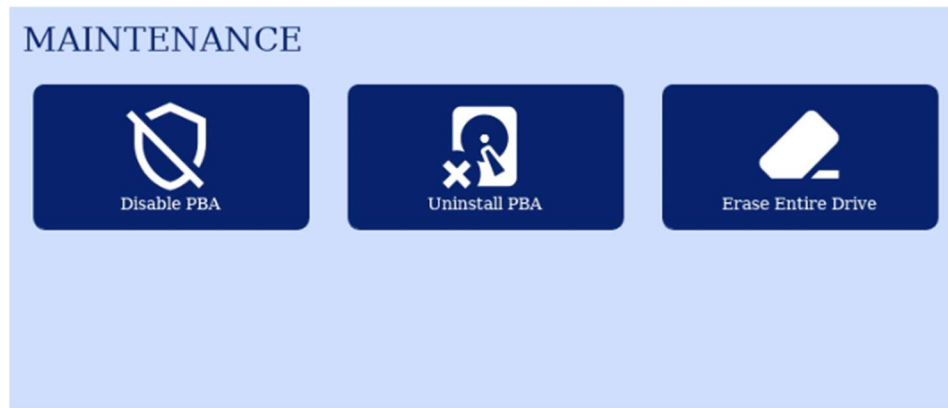 MAINTENANCE
Disable PBA
Uninstall PBA
Erase Entire Drive